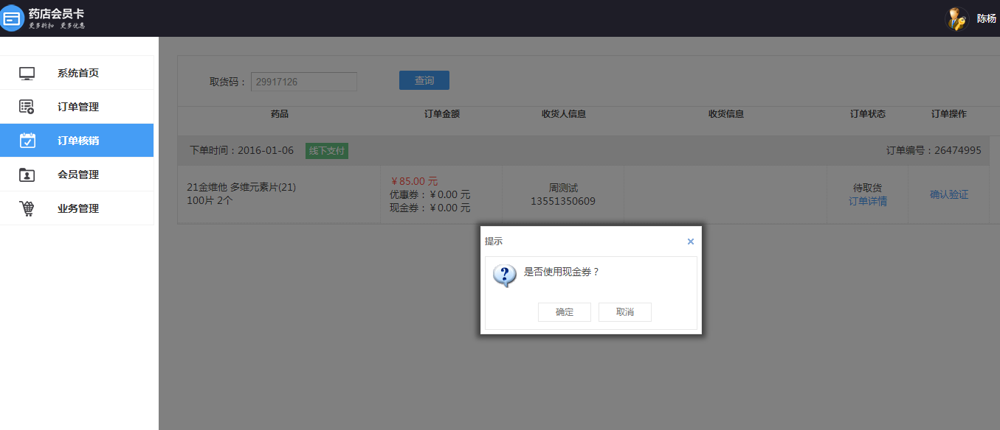 药店会员卡
更多折扣 更多优惠
陈杨
系统首页
订单管理
订单核销
会员管理
业务管理
取货码： 29917126 查询
药品 订单金额 收货人信息 收货信息 订单状态 订单操作
下单时间：2016-01-06 线下支付 订单编号：26474995
21金维他 多维元素片(21)
100片 2个
￥85.00 元
优惠券：￥0.00 元
现金券：￥0.00 元
周测试
13551350609
待取货
订单详情
确认验证
提示
是否使用现金券？
确定 取消